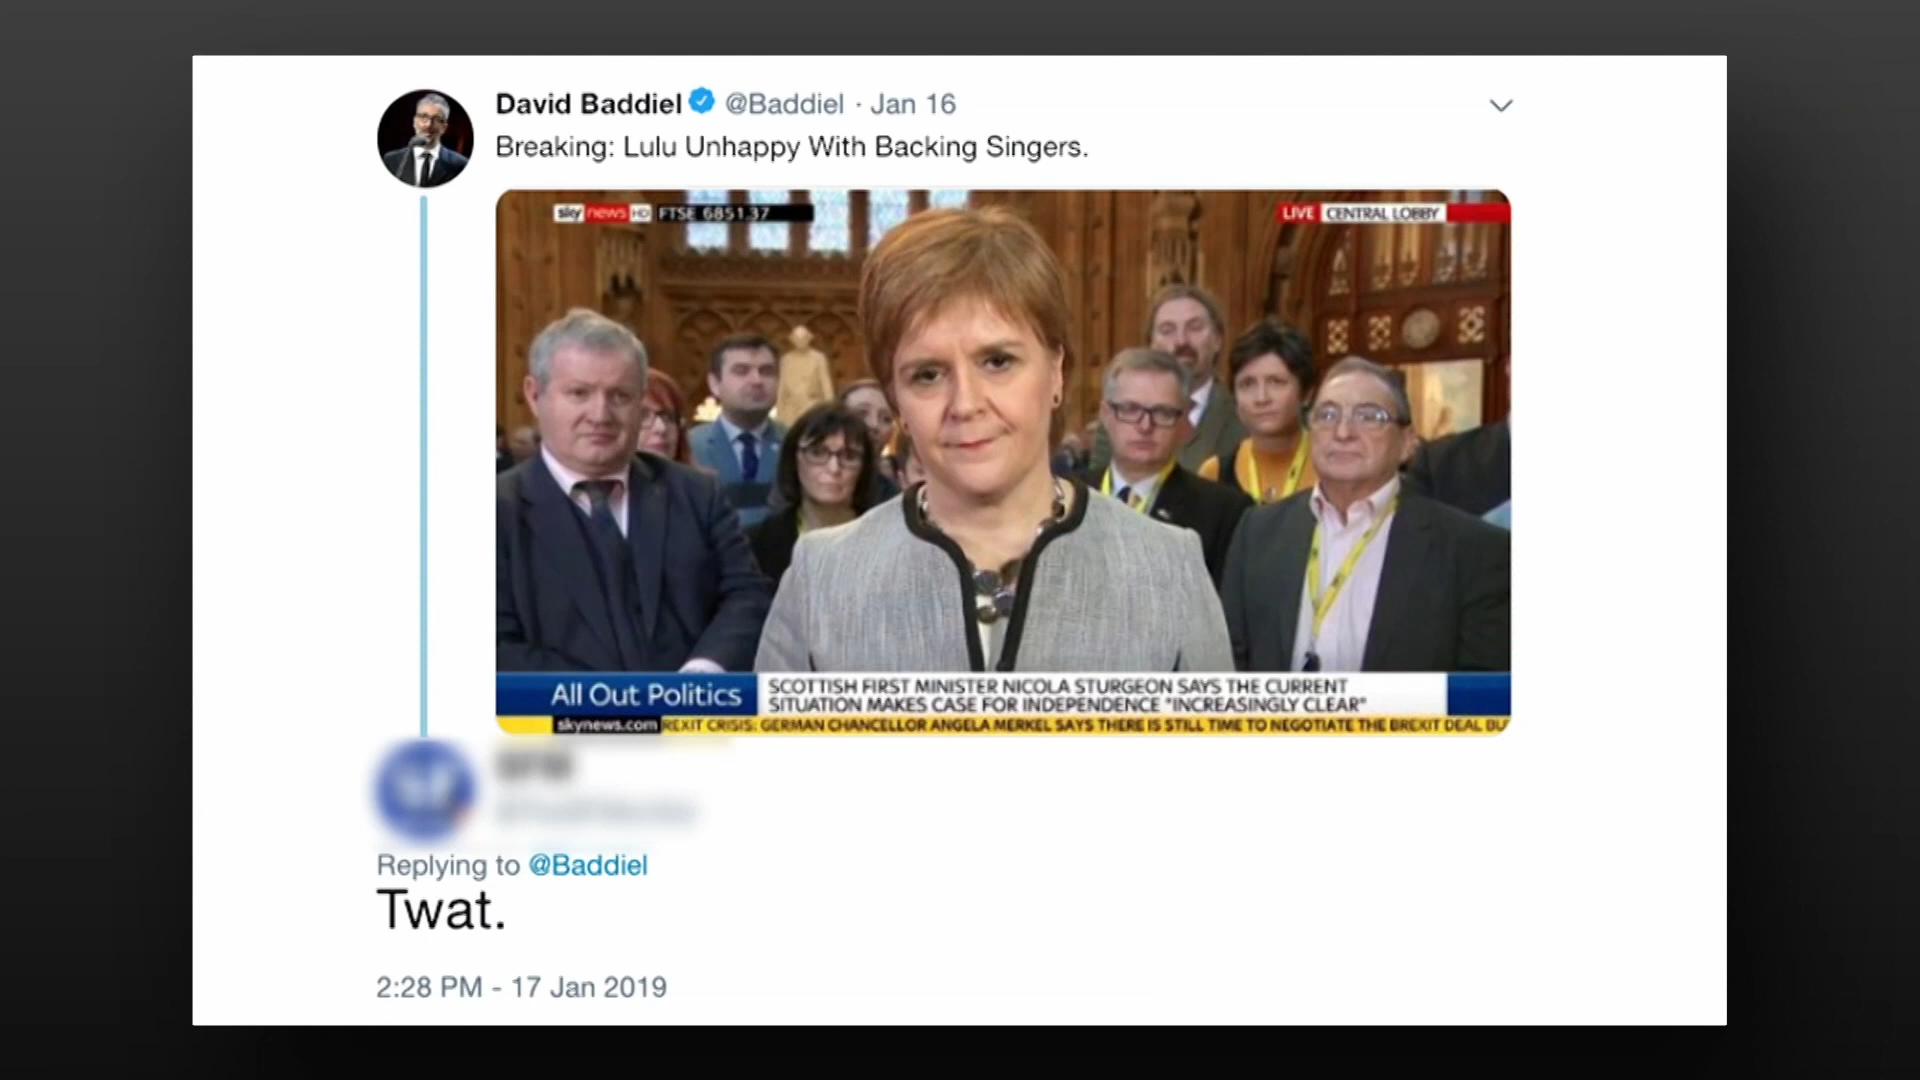 David Baddiel @Baddiel · Jan 16
Breaking: Lulu Unhappy With Backing Singers.
sky news HD FTSE 6851.37
LIVE CENTRAL LOBBY
All Out Politics
SCOTTISH FIRST MINISTER NICOLA STURGEON SAYS THE CURRENT
SITUATION MAKES CASE FOR INDEPENDENCE "INCREASINGLY CLEAR"
skynews.com REXIT CRISIS: GERMAN CHANCELLOR ANGELA MERKEL SAYS THERE IS STILL TIME TO NEGOTIATE THE BREXIT DEAL BU
Replying to @Baddiel
Twat.
2:28 PM - 17 Jan 2019